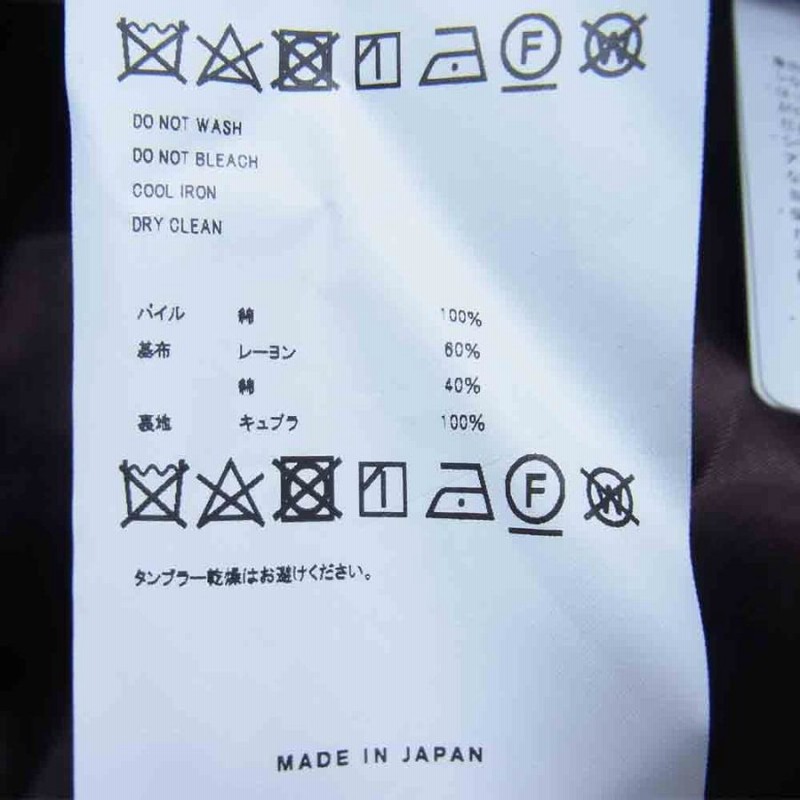 F W
DO NOT WASH
DO NOT BLEACH
COOL IRON
DRY CLEAN
パイル 綿 100%
基布 レーヨン 60%
綿 40%
裏地 キュプラ 100%
F W
タンブラー乾燥はお避けください。
MADE IN JAPAN